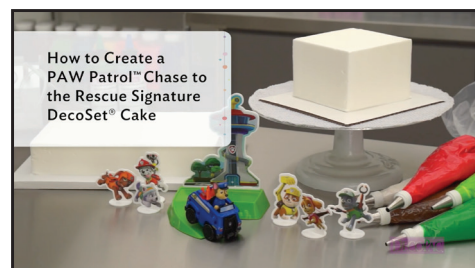 How to Create a
PAW Patrol™ Chase to
the Rescue Signature
DecoSet® Cake